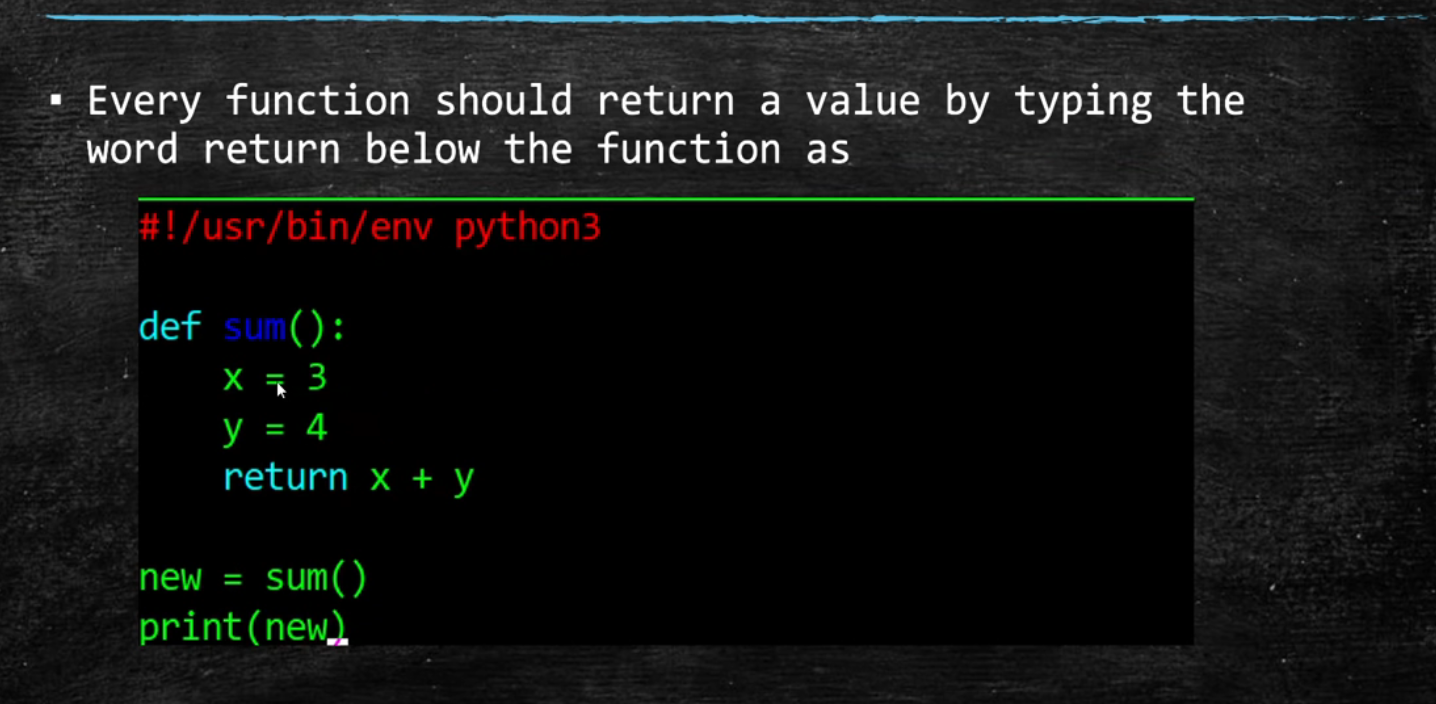 ▪ Every function should return a value by typing the
word return below the function as
#!/usr/bin/env python3
def sum():
    x = 3
    y = 4
    return x + y
new = sum()
print(new)